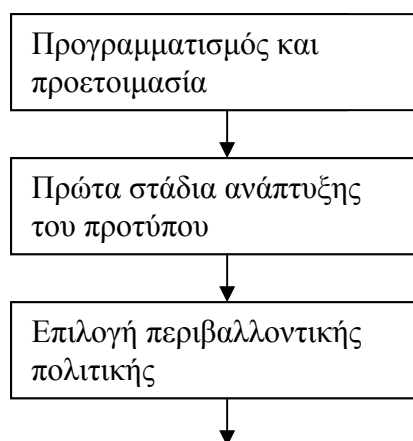 Προγραμματισμός και
προετοιμασία
Πρώτα στάδια ανάπτυξης
του προτύπου
Επιλογή περιβαλλοντικής
πολιτικής